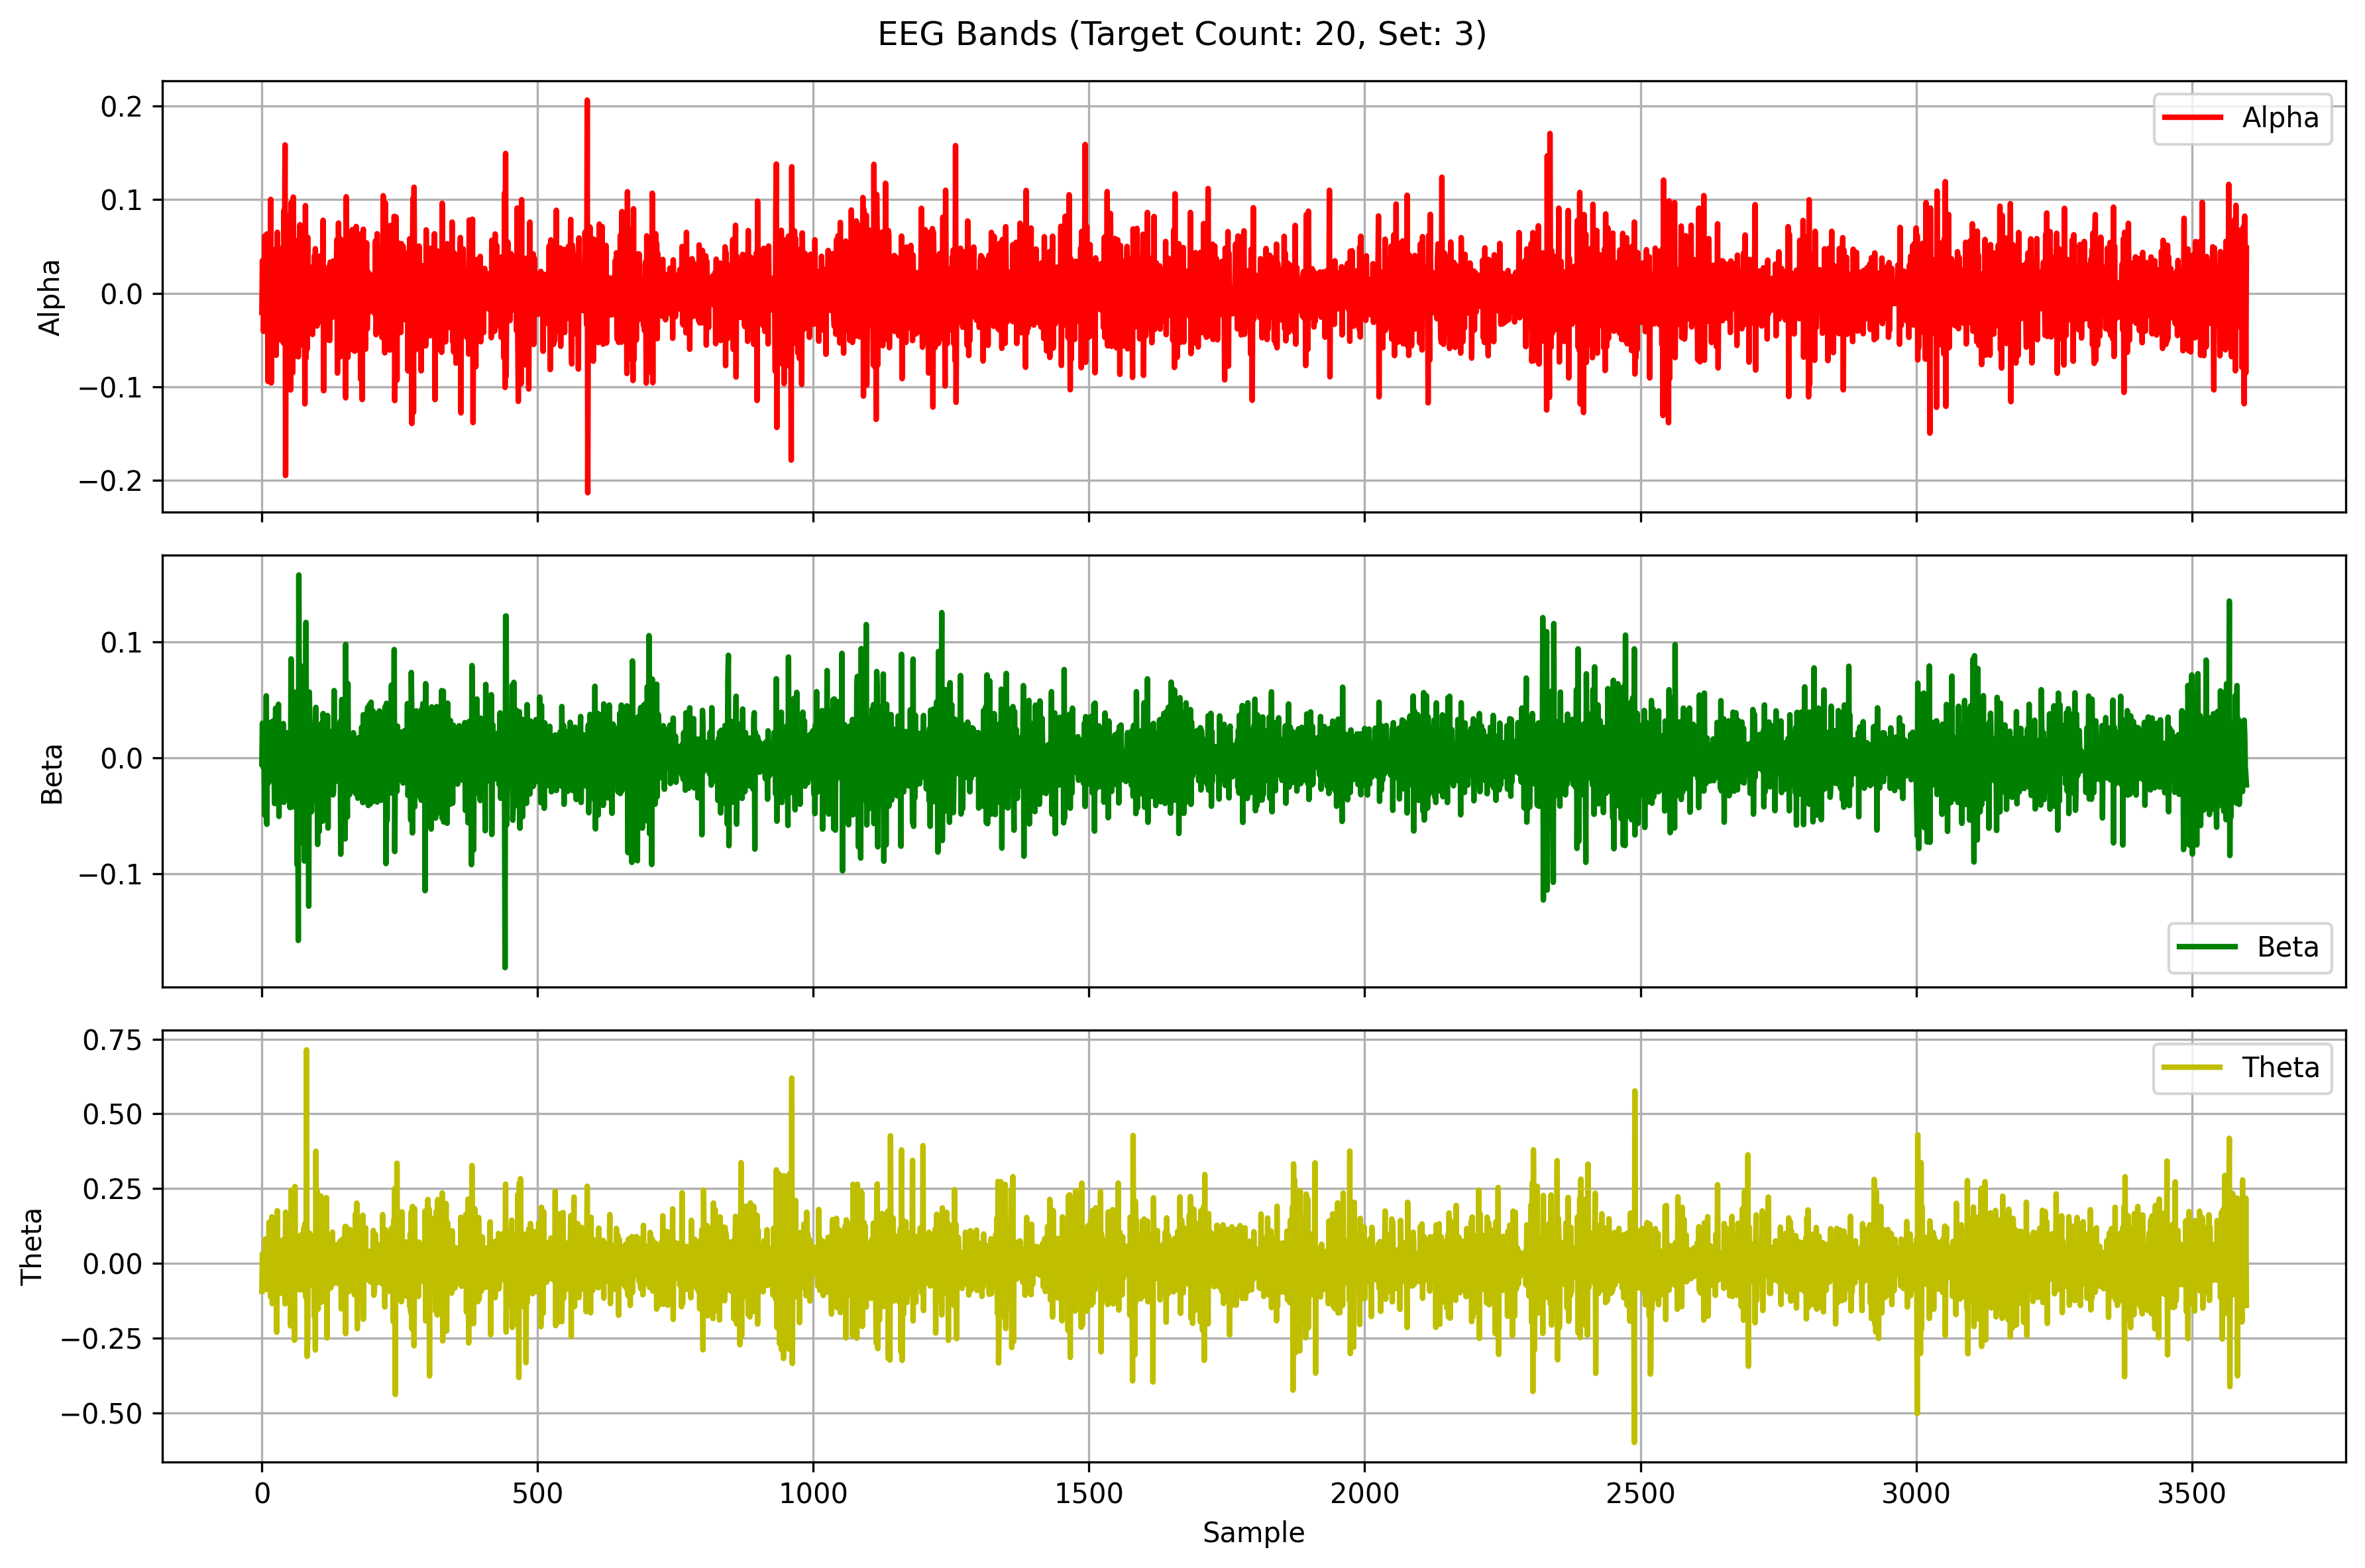 EEG Bands (Target Count: 20, Set: 3)
0.2
0.1
0.0
−0.1
−0.2
Alpha
Alpha
0.1
0.0
−0.1
Beta
Beta
0.75
0.50
0.25
0.00
−0.25
−0.50
Theta
Theta
0 500 1000 1500 2000 2500 3000 3500
Sample